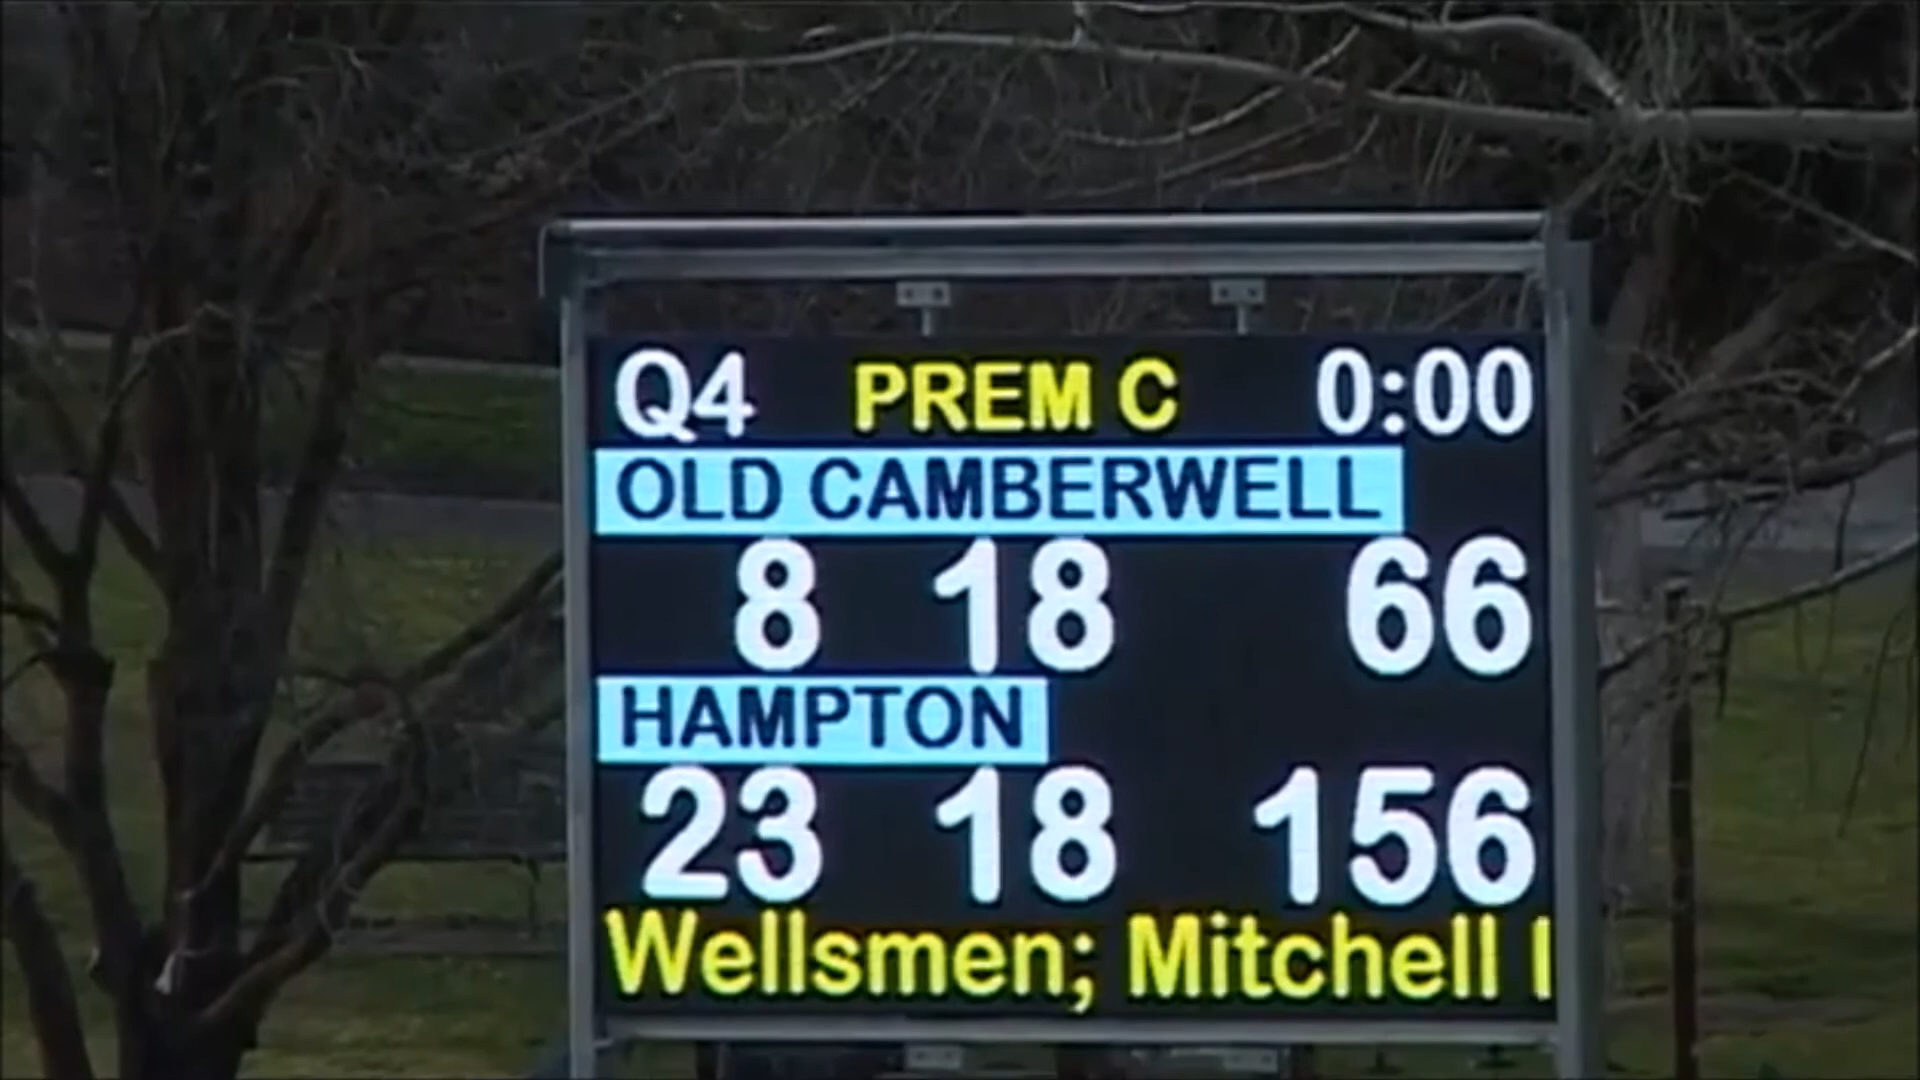 Q4 PREM C 0:00
OLD CAMBERWELL
8 18 66
HAMPTON
23 18 156
Wellsmen; Mitchell